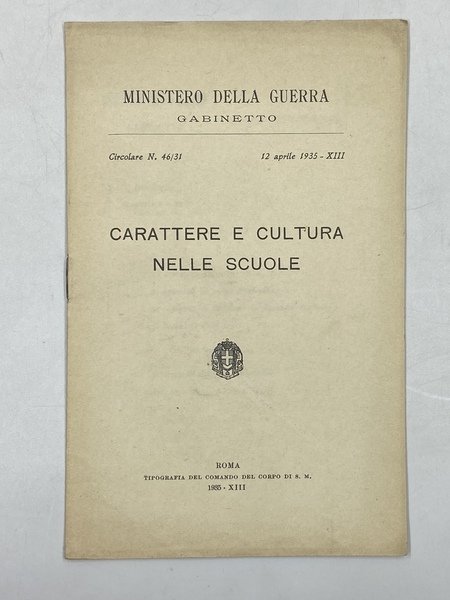 MINISTERO DELLA GUERRA
GABINETTO
Circolare N. 46/31 12 aprile 1935 - XIII
CARATTERE E CULTURA
NELLE SCUOLE
ROMA
TIPOGRAFIA DEL COMANDO DEL CORPO DI S. M.
1935 - XIII